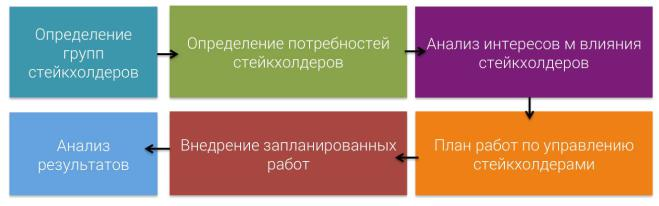 Определение
групп
стейкхолдеров
Определение потребностей
стейкхолдеров
Анализ интересов м влияния
стейкхолдеров
План работ по управлению
стейкхолдерами
Внедрение запланированных
работ
Анализ
результатов